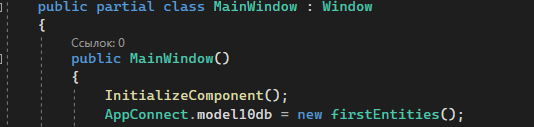 public partial class MainWindow : Window
{
Ссылок: 0
public MainWindow()
{
InitializeComponent();
AppConnect.model10db = new firstEntities();